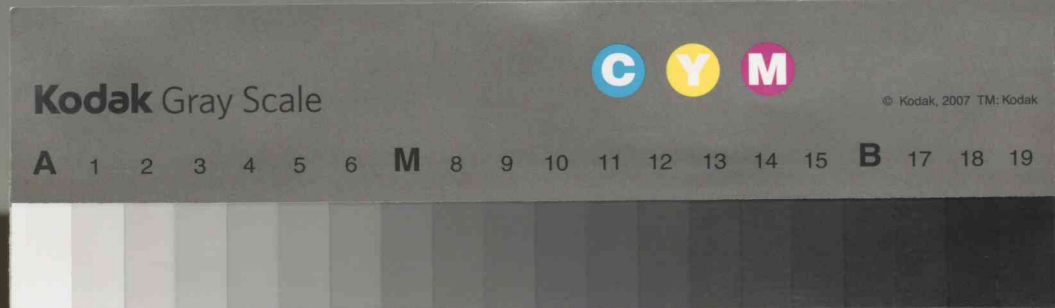 C Y M
Kodak Gray Scale
© Kodak, 2007 TM: Kodak
A 1 2 3 4 5 6 M 8 9 10 11 12 13 14 15 B 17 18 19